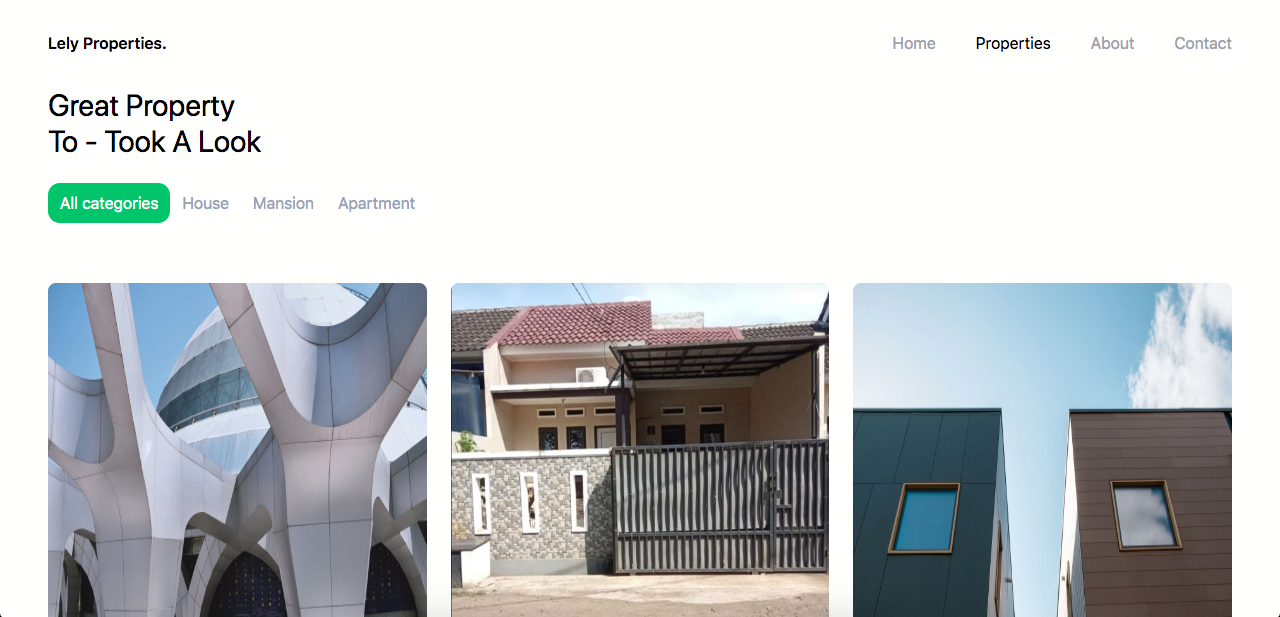 Lely Properties.
Home Properties About Contact
Great Property
To - Took A Look
All categories House Mansion Apartment